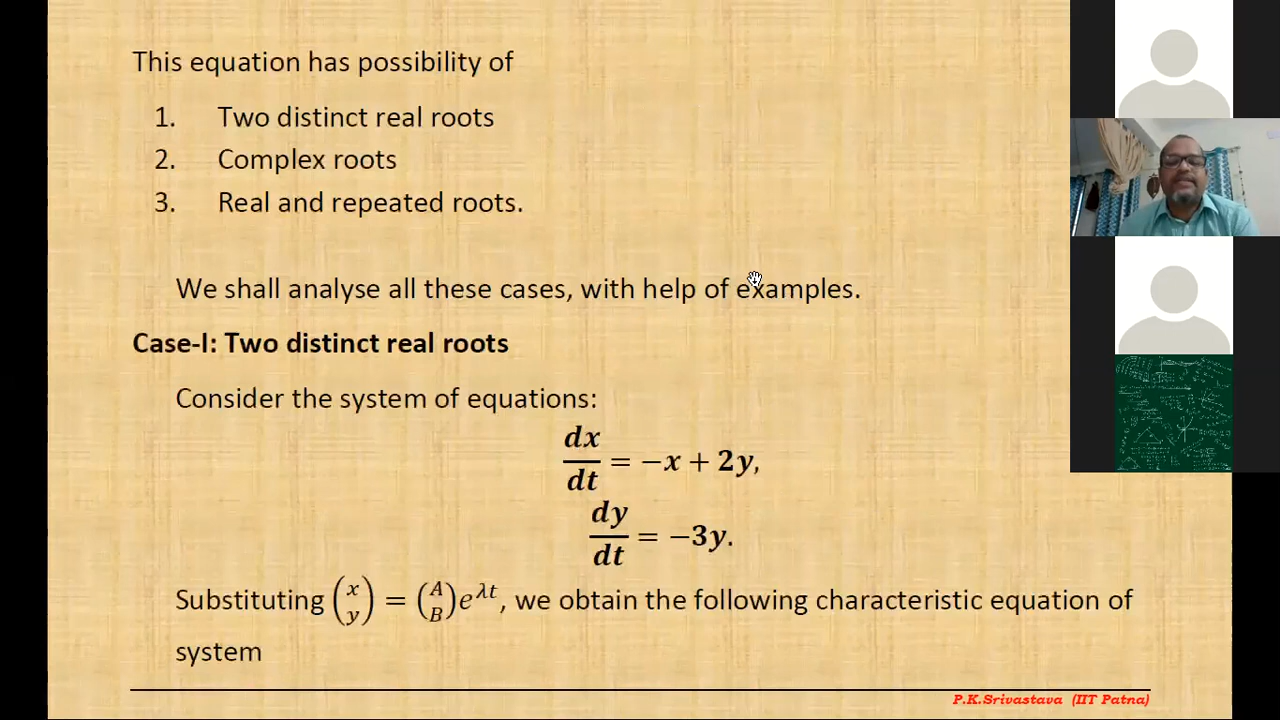 This equation has possibility of
1. Two distinct real roots
2. Complex roots
3. Real and repeated roots.
We shall analyse all these cases, with help of examples.
Case-I: Two distinct real roots
Consider the system of equations:
dx/dt = −x + 2y,
dy/dt = −3y.
Substituting (x y) = (A B)e^λt, we obtain the following characteristic equation of
system
P.K.Srivastava (IIT Patna)